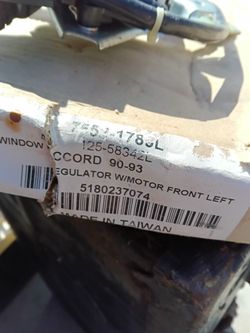 125-58342L
WINDOW
CCORD 90-93
EGULATOR W/MOTOR FRONT LEFT
5180237074
MADE IN TAIWAN